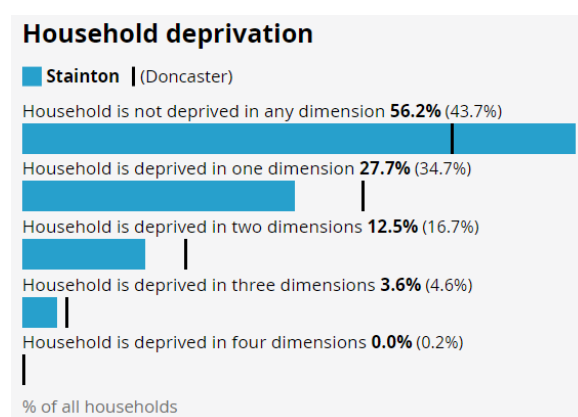 Household deprivation
Stainton (Doncaster)
Household is not deprived in any dimension 56.2% (43.7%)
Household is deprived in one dimension 27.7% (34.7%)
Household is deprived in two dimensions 12.5% (16.7%)
Household is deprived in three dimensions 3.6% (4.6%)
Household is deprived in four dimensions 0.0% (0.2%)
% of all households